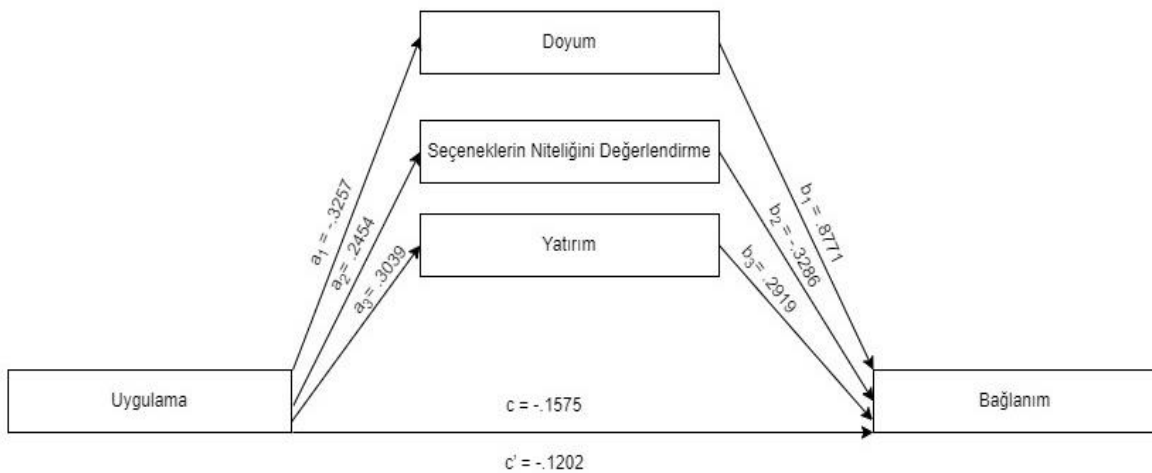 Doyum
Seçeneklerin Niteliğini Değerlendirme
Yatırım
a₁ = -.3257
a₂= .2454
a₃= .3039
b₁ = .8771
b₂= -.3286
b₃= .2919
Uygulama
c = -.1575
Bağlanım
c' = -.1202